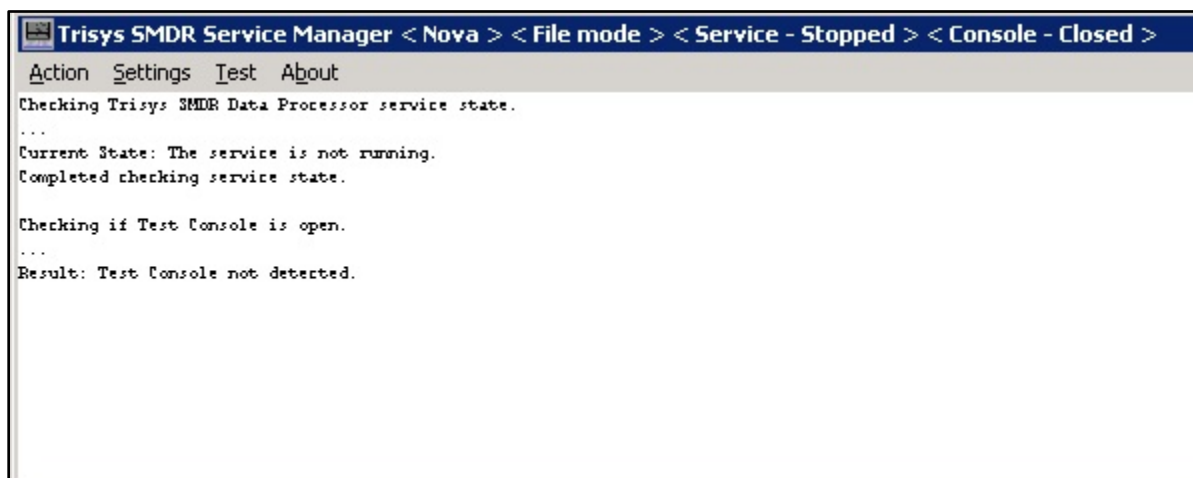 Trisys SMDR Service Manager < Nova > < File mode > < Service - Stopped > < Console - Closed >
Action Settings Test About
Checking Trisys SMDR Data Processor service state.
...
Current State: The service is not running.
Completed checking service state.
Checking if Test Console is open.
...
Result: Test Console not detected.